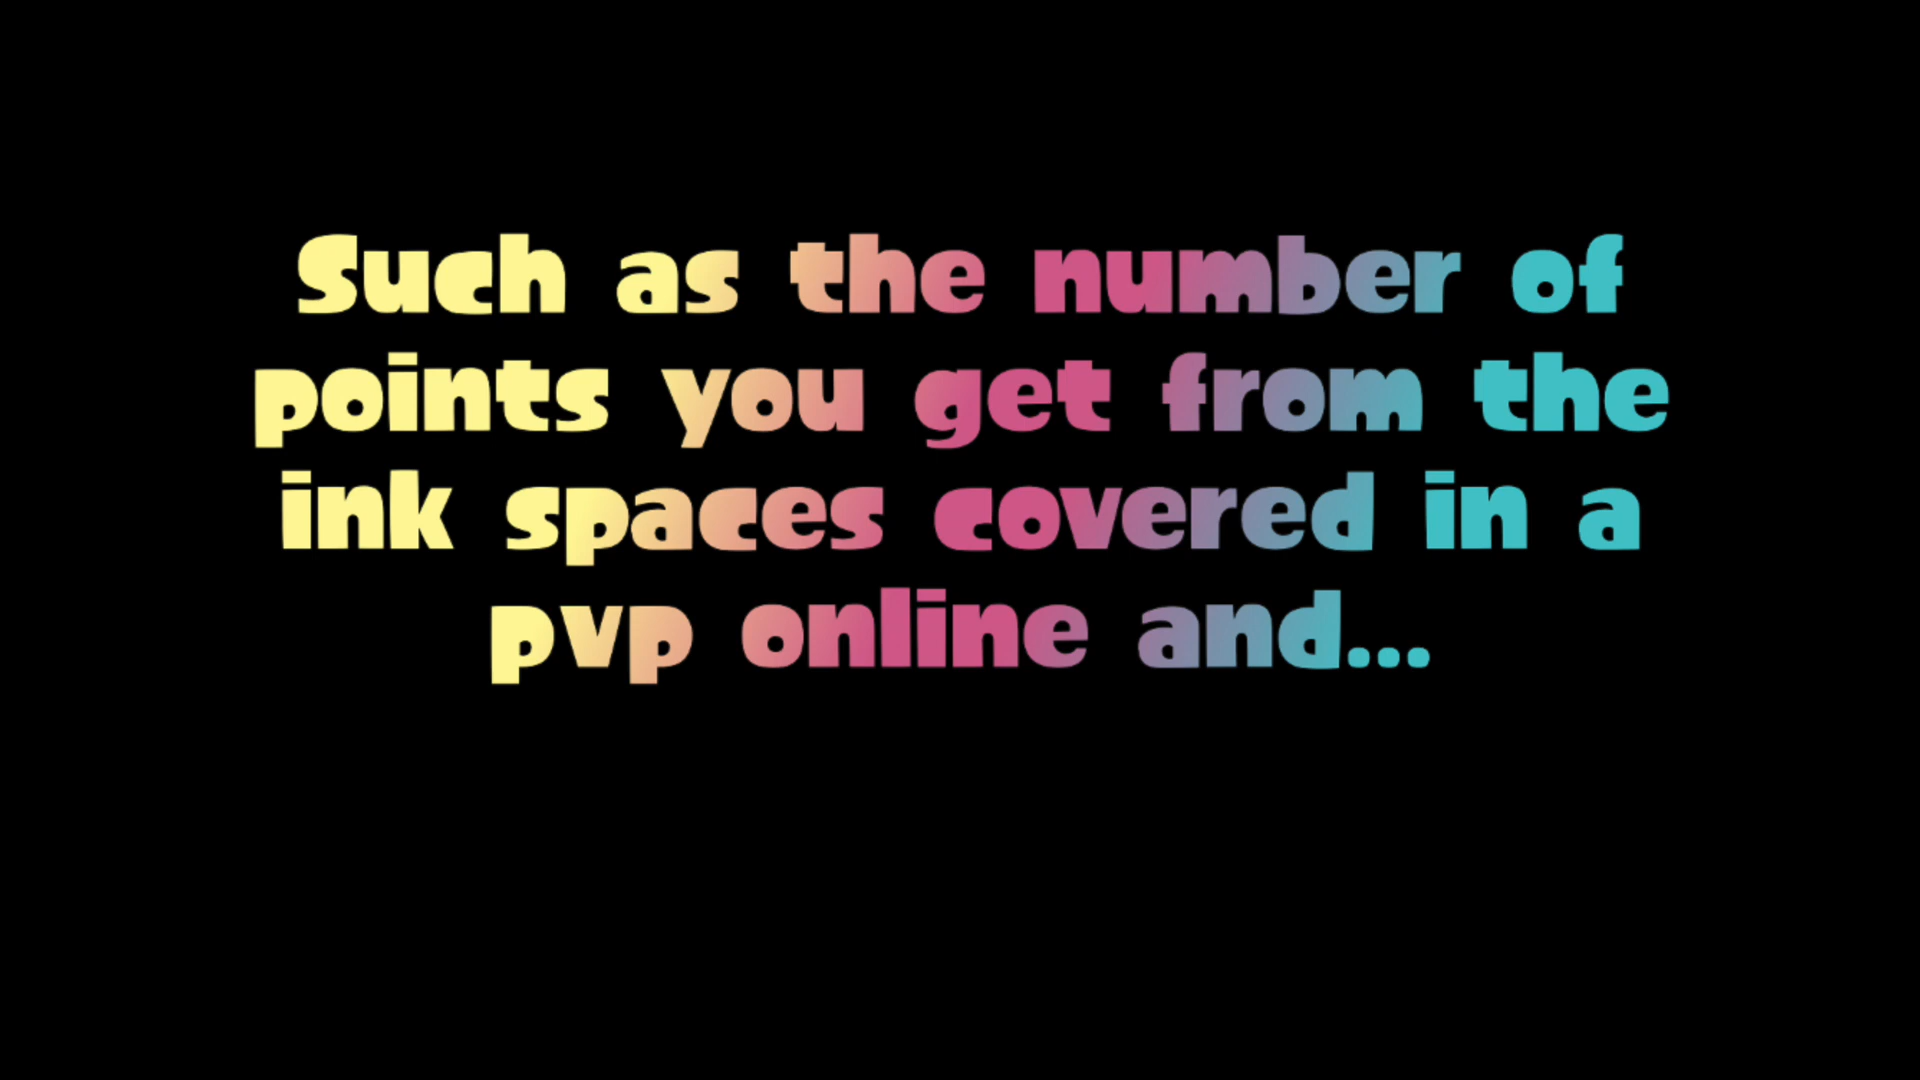 Such as the number of
points you get from the
ink spaces covered in a
pvp online and...